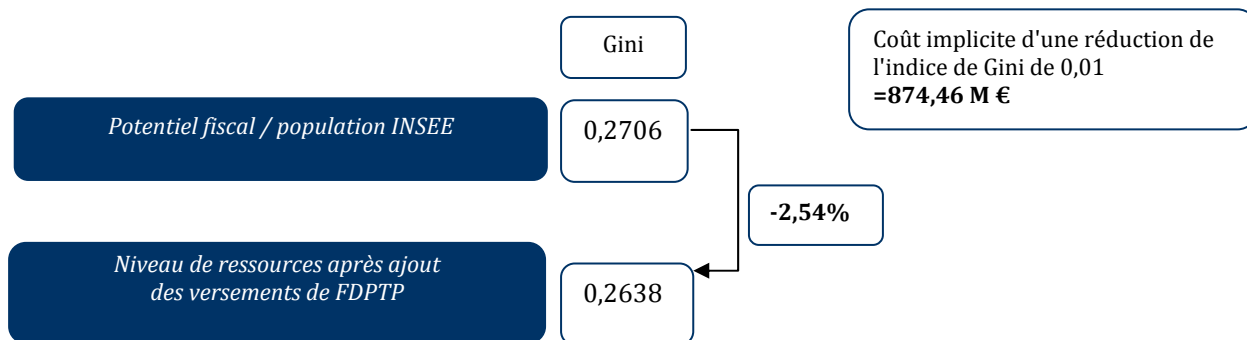 Gini
Coût implicite d'une réduction de
l'indice de Gini de 0,01
=874,46 M €
Potentiel fiscal / population INSEE
0,2706
-2,54%
Niveau de ressources après ajout
des versements de FDPTP
0,2638